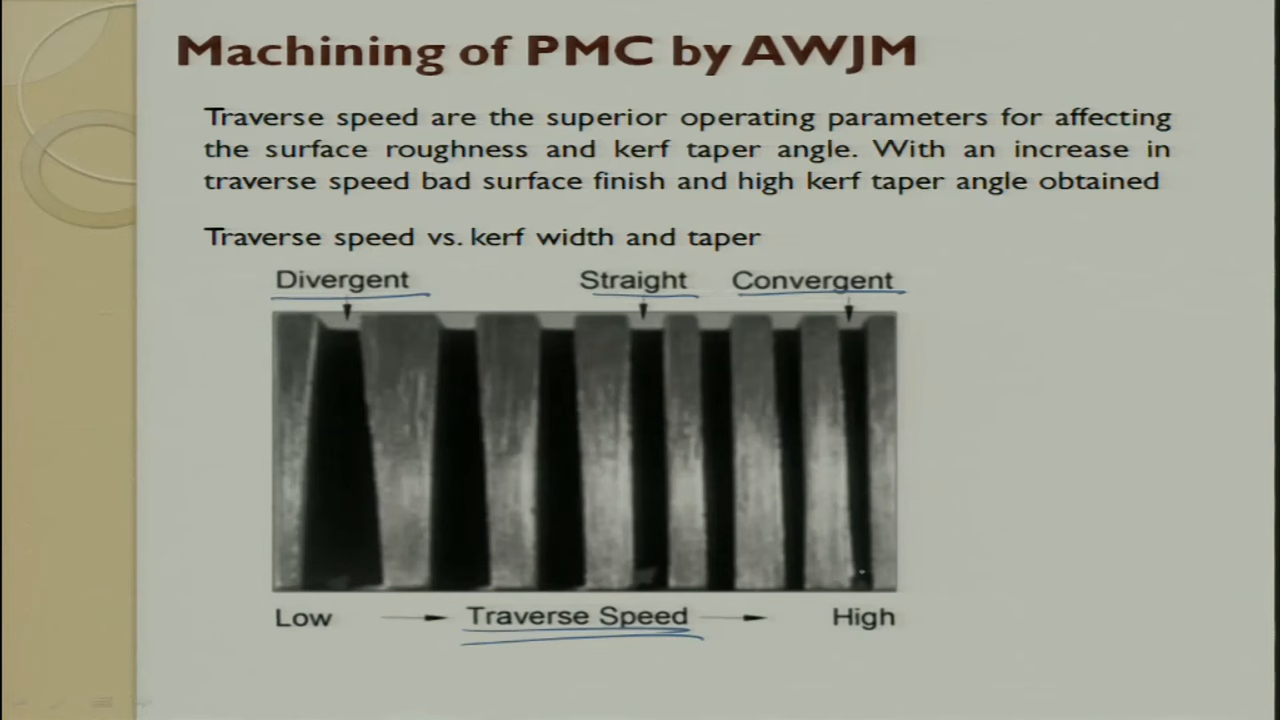 Machining of PMC by AWJM
Traverse speed are the superior operating parameters for affecting
the surface roughness and kerf taper angle. With an increase in
traverse speed bad surface finish and high kerf taper angle obtained
Traverse speed vs. kerf width and taper
Divergent Straight Convergent
Low Traverse Speed High